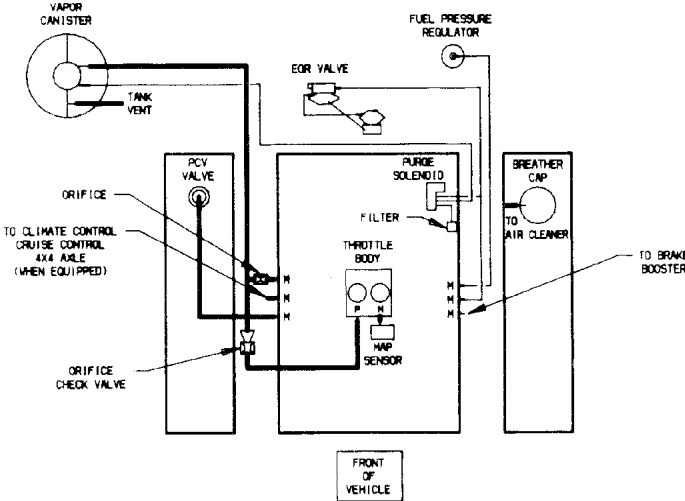 VAPOR
CANISTER
TANK
VENT
FUEL PRESSURE
REGULATOR
EGR VALVE
PCV
VALVE
ORIFICE
TO CLIMATE CONTROL
CRUISE CONTROL
4X4 AXLE
(WHEN EQUIPPED)
PURGE
SOLENOID
FILTER
THROTTLE
BODY
BREATHER
CAP
TO
AIR CLEANER
M
M
M
P
M
M
M
M
TO BRAKE
BOOSTER
MAP
SENSOR
ORIFICE
CHECK VALVE
FRONT
OF
VEHICLE